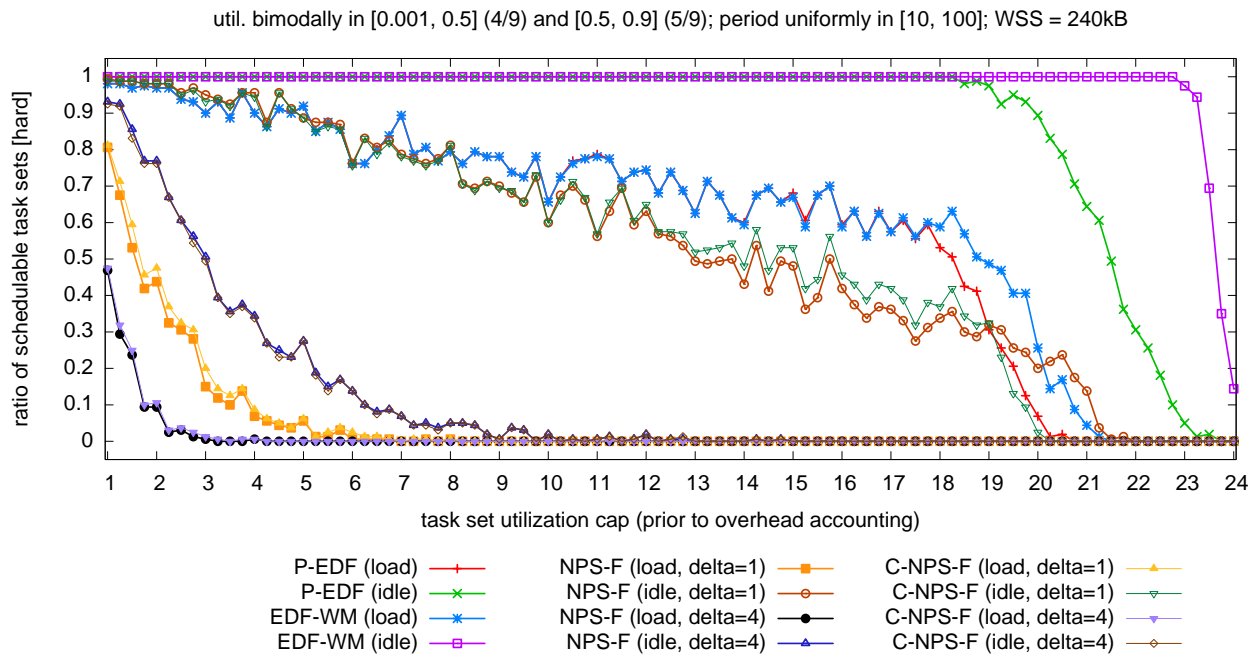 util. bimodally in [0.001, 0.5] (4/9) and [0.5, 0.9] (5/9); period uniformly in [10, 100]; WSS = 240kB
ratio of schedulable task sets [hard]
1
0.9
0.8
0.7
0.6
0.5
0.4
0.3
0.2
0.1
0
1 2 3 4 5 6 7 8 9 10 11 12 13 14 15 16 17 18 19 20 21 22 23 24
task set utilization cap (prior to overhead accounting)
P-EDF (load) NPS-F (load, delta=1) C-NPS-F (load, delta=1)
P-EDF (idle) NPS-F (idle, delta=1) C-NPS-F (idle, delta=1)
EDF-WM (load) NPS-F (load, delta=4) C-NPS-F (load, delta=4)
EDF-WM (idle) NPS-F (idle, delta=4) C-NPS-F (idle, delta=4)